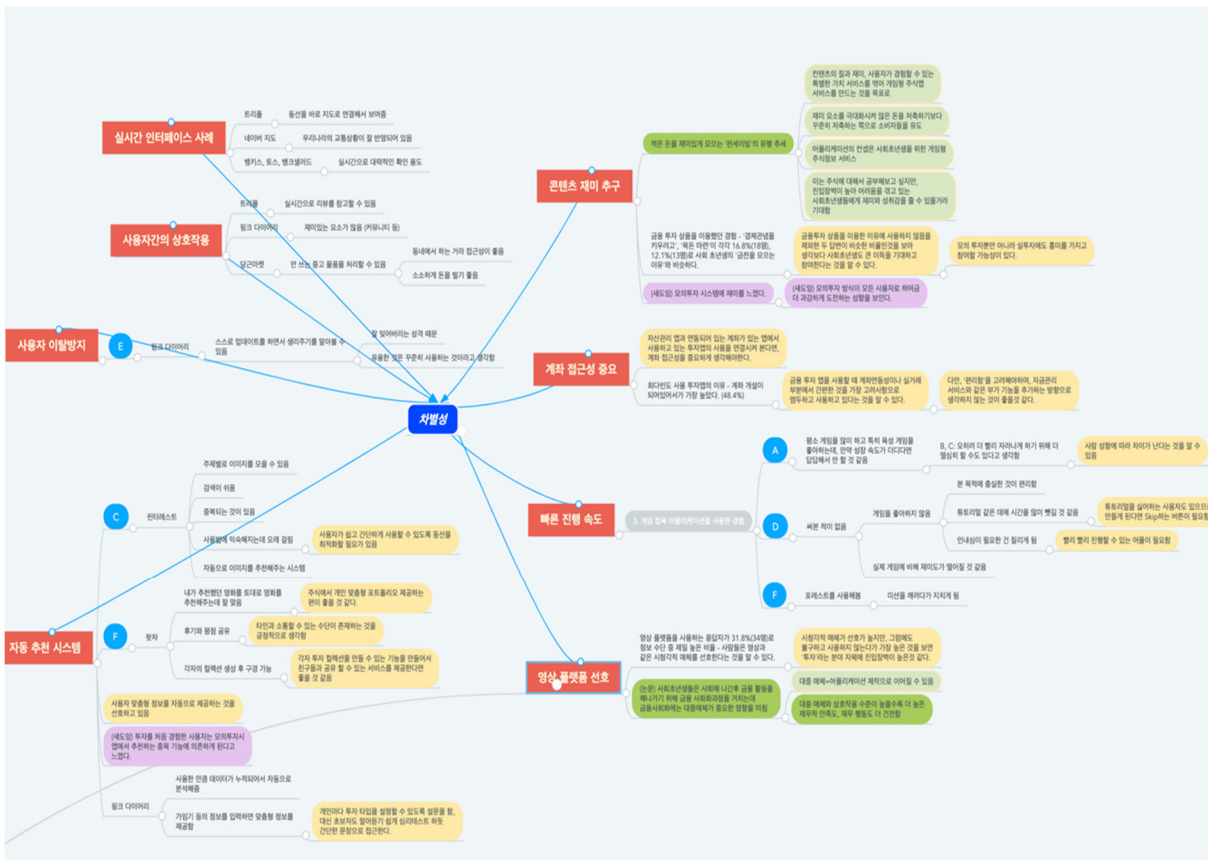 실시간 인터페이스 사례
트리플
동선을 바로 지도로 연결해서 보여줌
네이버 지도
우리나라의 교통상황이 잘 반영되어 있음
뱅키스, 토스, 뱅크샐러드
실시간으로 대략적인 확인 용도
사용자간의 상호작용
트리플
실시간으로 리뷰를 참고할 수 있음
핑크 다이어리
재미있는 요소가 많음 (커뮤니티 등)
당근마켓
안 쓰는 중고 물품을 처리할 수 있음
동네에서 하는 거라 접근성이 좋음
소소하게 돈을 벌기 좋음
사용자 이탈방지
E
핑크 다이어리
스스로 업데이트를 하면서 생리주기를 알아볼 수
있음
잘 잊어버리는 성격 때문
유용한 것은 꾸준히 사용하는 것이라고 생각함
차별성
자동 추천 시스템
C
핀터레스트
주제별로 이미지를 모을 수 있음
검색이 쉬움
중복되는 것이 있음
사용법에 익숙해지는데 오래 걸림
사용자가 쉽고 간단하게 사용할 수 있도록 동선을
최적화할 필요가 있음
자동으로 이미지를 추천해주는 시스템
F
왓챠
내가 추천했던 영화를 토대로 영화를
추천해주는데 잘 맞음
주식에서 개인 맞춤형 포트폴리오 제공하는
편이 좋을 것 같다.
후기와 평점 공유
타인과 소통할 수 있는 수단이 존재하는 것을
긍정적으로 생각함
각자의 컬렉션 생성 후 구경 가능
각자 투자 컬렉션을 만들 수 있는 기능을 만들어서
친구들과 공유 할 수 있는 서비스를 제공한다면
좋을 것 같다.
사용자 맞춤형 정보를 자동으로 제공하는 것을
선호하고 있음
(섀도잉) 투자를 처음 경험한 사용자는 모의투자시
앱에서 추천하는 종목 기능에 의존하게 된다고
느꼈다.
핑크 다이어리
사용한 만큼 데이터가 누적되어서 자동으로
분석해줌
가임기 등의 정보를 입력하면 맞춤형 정보를
제공함
개인마다 투자 타입을 설정할 수 있도록 설문을 함,
대신 초보자도 알아듣기 쉽게 심리테스트 하듯
간단한 문장으로 접근한다.
콘텐츠 재미 추구
적은 돈을 재미있게 모으는 '펀세이빙'의 유행 추세
컨텐츠의 질과 재미, 사용자가 경험할 수 있는
특별한 가치 서비스를 엮어 게임형 주식앱
서비스를 만드는 것을 목표로
재미 요소를 극대화시켜 많은 돈을 저축하기보다
꾸준히 저축하는 쪽으로 소비자들을 유도
어플리케이션의 컨셉은 사회초년생을 위한 게임형
주식정보 서비스
이는 주식에 대해서 공부해보고 싶지만,
진입장벽이 높아 어려움을 겪고 있는
사회초년생들에게 재미와 성취감을 줄 수 있을거라
기대함
금융 투자 상품을 이용했던 경험 - '경제관념을
키우려고', '목돈 마련'이 각각 16.8%(18명),
12.1%(13명)로 사회 초년생의 '금전을 모으는
이유'와 비슷하다.
금융투자 상품을 이용한 이유에 사용하지 않음을
제외한 두 답변이 비슷한 비율인것을 보아
생각보다 사회초년생도 큰 이득을 기대하고
참여한다는 것을 알 수 있다.
모의 투자뿐만 아니라 실투자에도 흥미를 가지고
참여할 가능성이 있다.
(섀도잉) 모의투자 시스템에 재미를 느꼈다.
(섀도잉) 모의투자 방식이 모든 사용자로 하여금
더 과감하게 도전하는 성향을 보인다.
계좌 접근성 중요
자산관리 앱과 연동되어 있는 계좌가 있는 앱에서
사용하고 있는 투자앱의 사용을 연결시켜 본다면,
계좌 접근성을 중요하게 생각해야한다.
최다빈도 사용 투자앱의 이유 - 계좌 개설이
되어있어서가 가장 높았다. (48.4%)
금융 투자 앱을 사용할 때 계좌연동성이나 실거래
부분에서 간편한 것을 가장 고려사항으로
염두하고 사용하고 있다는 것을 알 수 있다.
다만, '편리함'을 고려해야하며, 자금관리
서비스와 같은 부가 기능을 추가하는 방향으로
생각하지 않는 것이 좋을것 같다.
빠른 진행 속도
3. 게임 접목 어플리케이션을 사용한 경험
A
평소 게임을 많이 하고 특히 육성 게임을
좋아하는데, 만약 성장 속도가 더디다면
답답해서 안 할 것 같음
B, C: 오히려 더 빨리 자라나게 하기 위해 더
열심히 할 수도 있다고 생각함
사람 성향에 따라 차이가 난다는 것을 알 수
있음
D
써본 적이 없음
게임을 좋아하지 않음
본 목적에 충실한 것이 편리함
튜토리얼 같은 데에 시간을 많이 뺏길 것 같음
튜토리얼을 싫어하는 사용자도 있으므
만들게 된다면 Skip하는 버튼이 필요함
인내심이 필요한 건 질리게 됨
빨리 빨리 진행할 수 있는 어플이 필요함
실제 게임에 비해 재미도가 떨어질 것 같음
F
포레스트를 사용해봄
미션을 깨려다가 지치게 됨
영상 플랫폼 선호
영상 플랫폼을 사용하는 응답자가 31.8%(34명)로
정보 수단 중 제일 높은 비율 - 사람들은 영상과
같은 시청각적 매체를 선호한다는 것을 알 수 있다.
시청각적 매체가 선호가 높지만, 그럼에도
불구하고 사용하지 않는다가 가장 높은 것을 보면
'투자'라는 분야 자체에 진입장벽이 높은것 같다.
(논문) 사회초년생들은 사회에 나간후 금융 활동을
해나가기 위해 금융 사회화과정을 거치는데
금융사회화에는 대중매체가 중요한 영향을 미침
대중 매체=어플리케이션 제작으로 이어질 수 있음
대중 매체와 상호작용 수준이 높을수록 더 높은
재무적 만족도, 재무 행동도 더 건전함